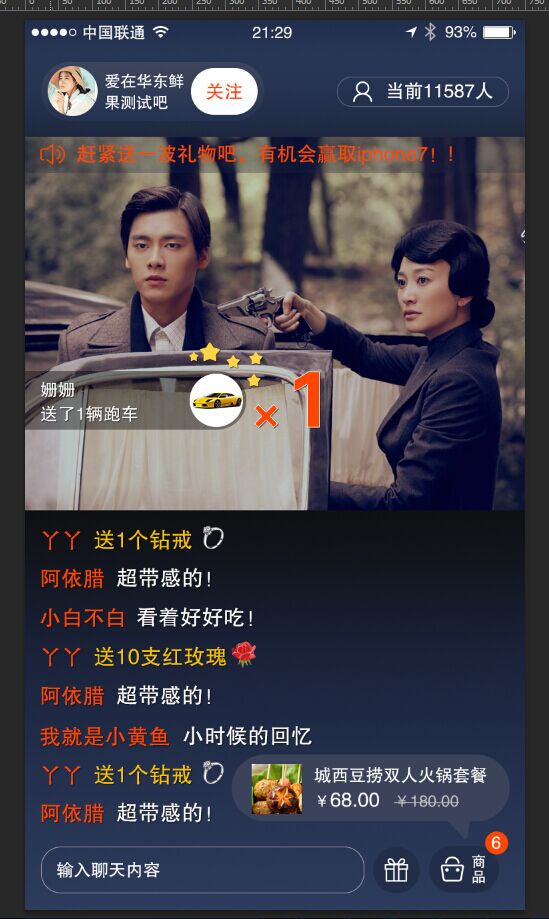 中国联通
21:29
93%
爱在华东鲜
果测试吧
关注
当前11587人
赶紧送一波礼物吧，有机会赢取iphone7！！
姗姗
送了1辆跑车
×1
丫丫 送1个钻戒
阿依腊 超带感的！
小白不白 看着好好吃！
丫丫 送10支红玫瑰
阿依腊 超带感的！
我就是小黄鱼 小时候的回忆
丫丫 送1个钻戒
阿依腊 超带感的！
城西豆捞双人火锅套餐
￥68.00 ￥180.00
输入聊天内容
商品
6